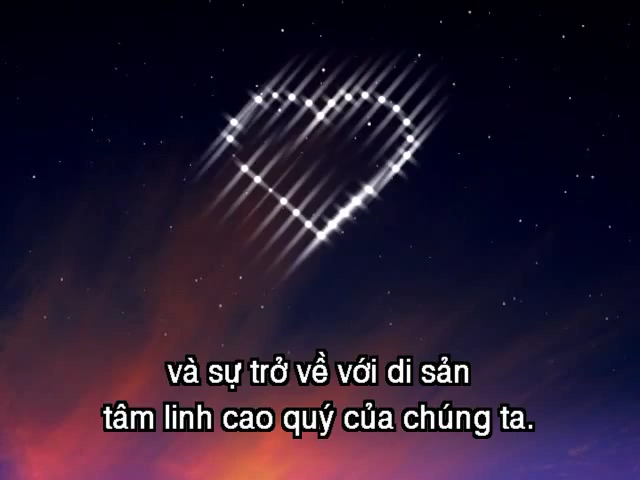 và sự trở về với di sản
tâm linh cao quý của chúng ta.